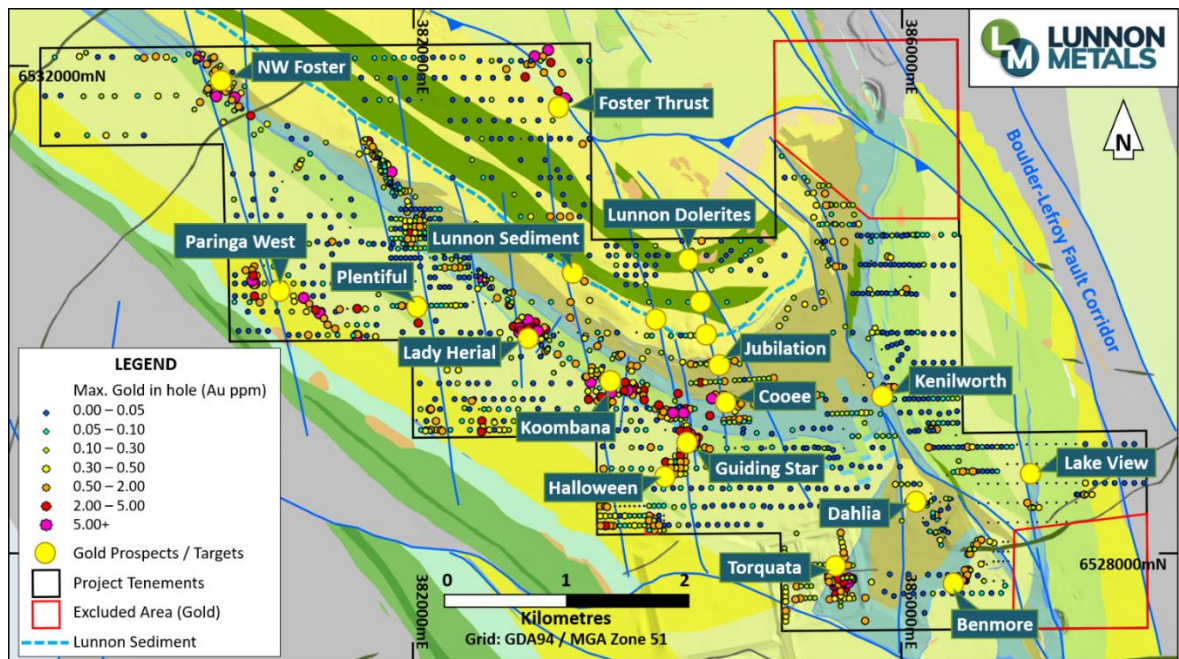 LM LUNNON
METALS
6532000mN
382000mE
386000mE
NW Foster
Foster Thrust
N
Boulder-Lefroy Fault Corridor
Lunnon Dolerites
Paringa West
Lunnon Sediment
Plentiful
Lady Herial
Jubilation
Kenilworth
Cooee
Koombana
Guiding Star
Lake View
Halloween
Dahlia
Torquata
Benmore
6528000mN
382000mE
386000mE
0 1 2
Kilometres
Grid: GDA94 / MGA Zone 51
LEGEND
Max. Gold in hole (Au ppm)
0.00 – 0.05
0.05 – 0.10
0.10 – 0.30
0.30 – 0.50
0.50 – 2.00
2.00 – 5.00
5.00+
Gold Prospects / Targets
Project Tenements
Excluded Area (Gold)
Lunnon Sediment